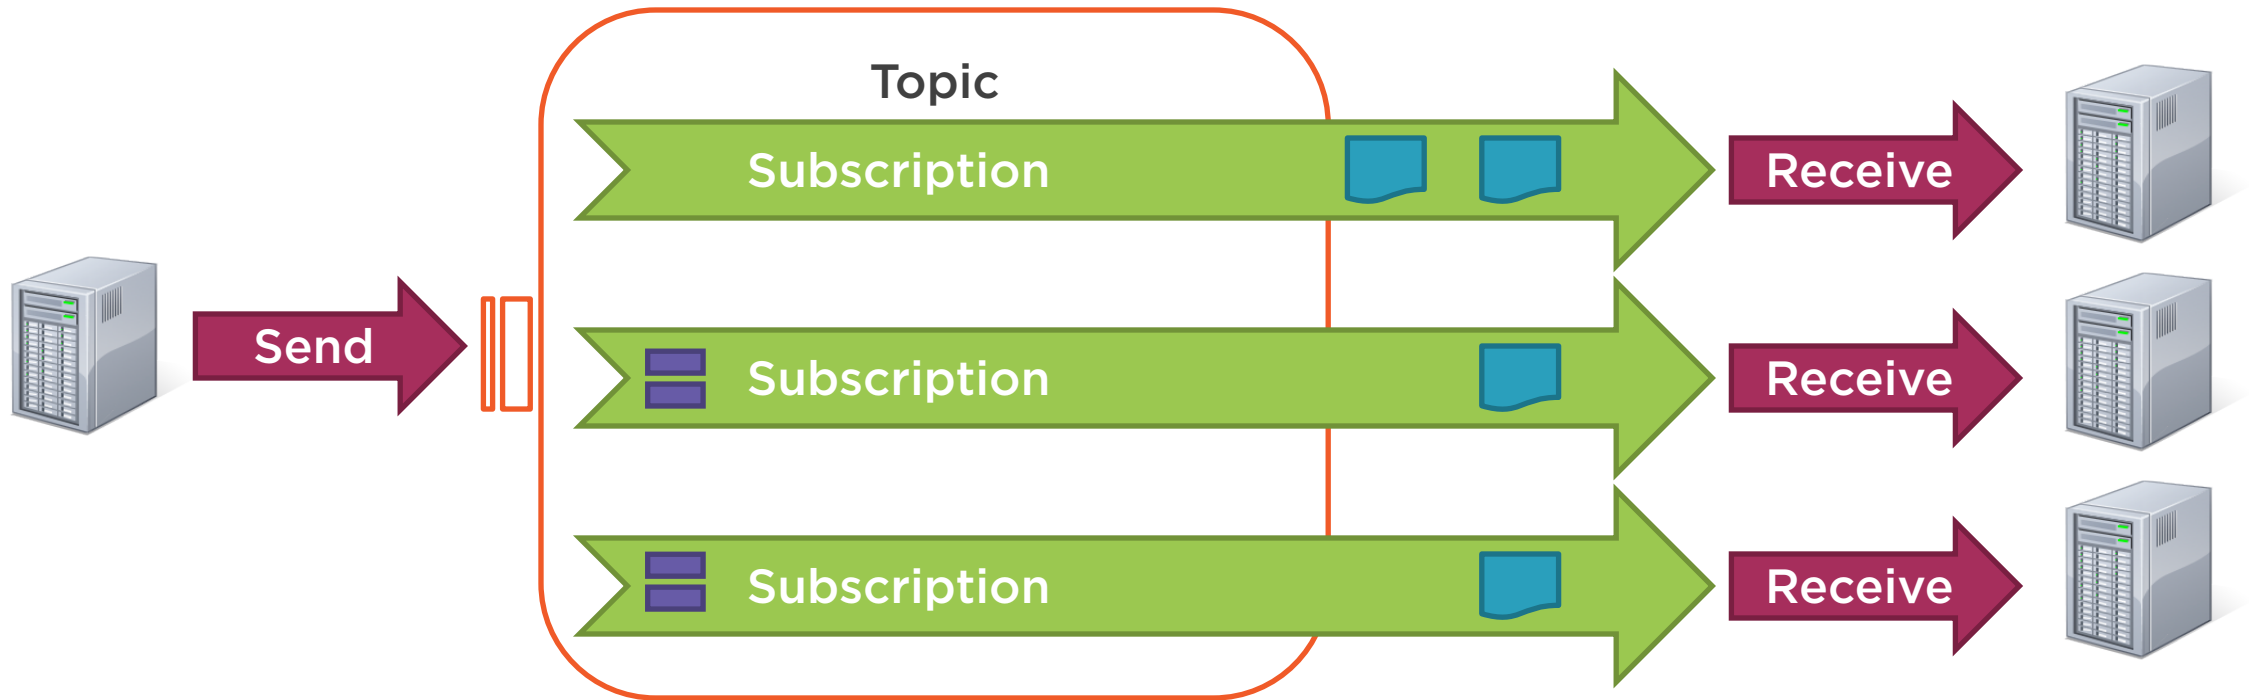 Topic
Subscription
Receive
Send
Subscription
Receive
Subscription
Receive